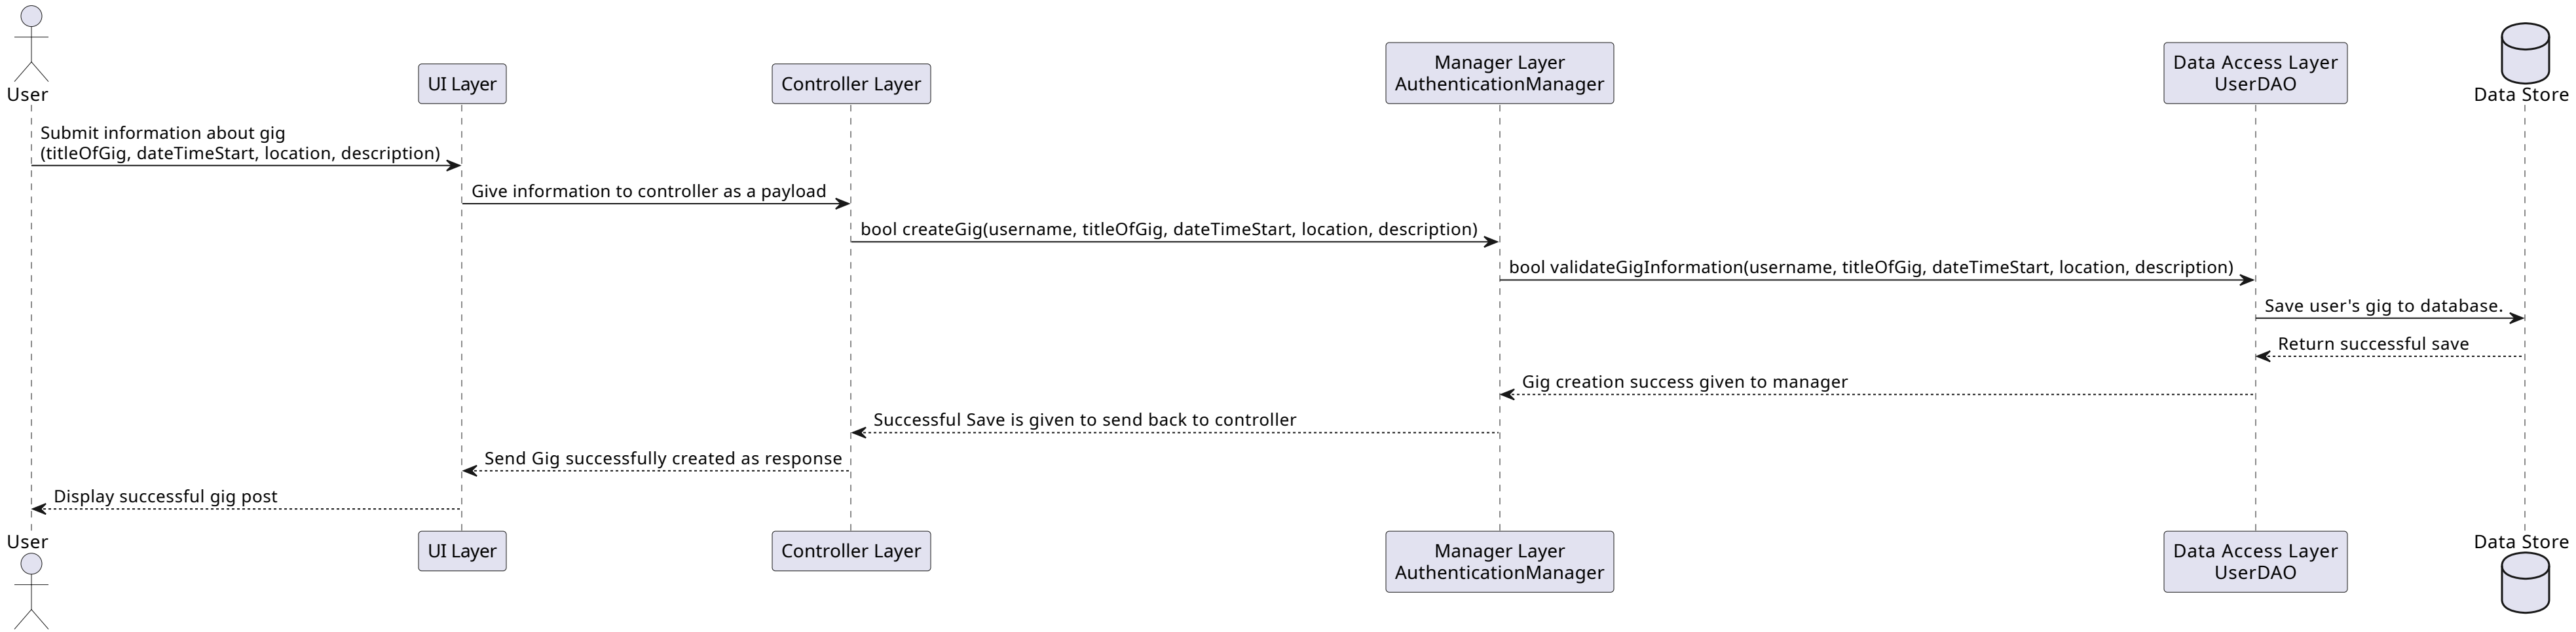 User
UI Layer
Controller Layer
Manager Layer
AuthenticationManager
Data Access Layer
UserDAO
Data Store
Submit information about gig
(titleOfGig, dateTimeStart, location, description)
Give information to controller as a payload
bool createGig(username, titleOfGig, dateTimeStart, location, description)
bool validateGigInformation(username, titleOfGig, dateTimeStart, location, description)
Save user's gig to database.
Return successful save
Gig creation success given to manager
Successful Save is given to send back to controller
Send Gig successfully created as response
Display successful gig post
User
UI Layer
Controller Layer
Manager Layer
AuthenticationManager
Data Access Layer
UserDAO
Data Store